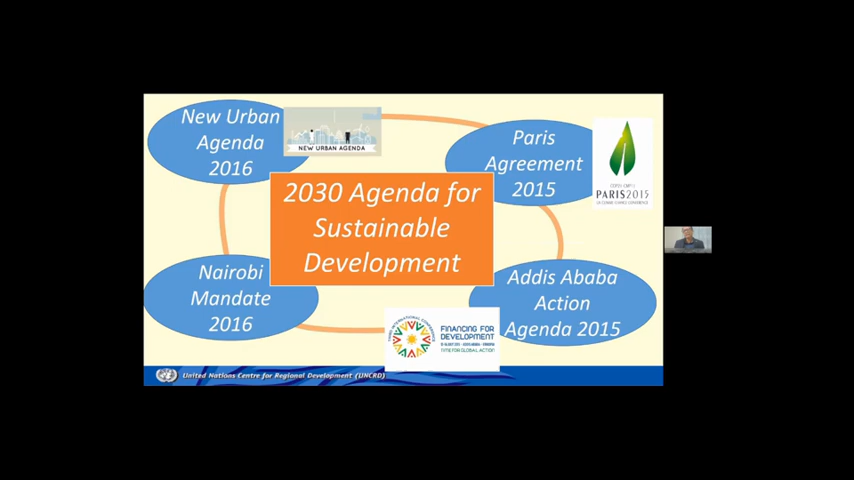 New Urban
Agenda
2016
NEW URBAN AGENDA
Paris
Agreement
2015
PARIS2015
2030 Agenda for
Sustainable
Development
Nairobi
Mandate
2016
Addis Ababa
Action
Agenda 2015
FINANCING FOR
DEVELOPMENT
TIME FOR GLOBAL ACTION
United Nations Centre for Regional Development (UNCRD)